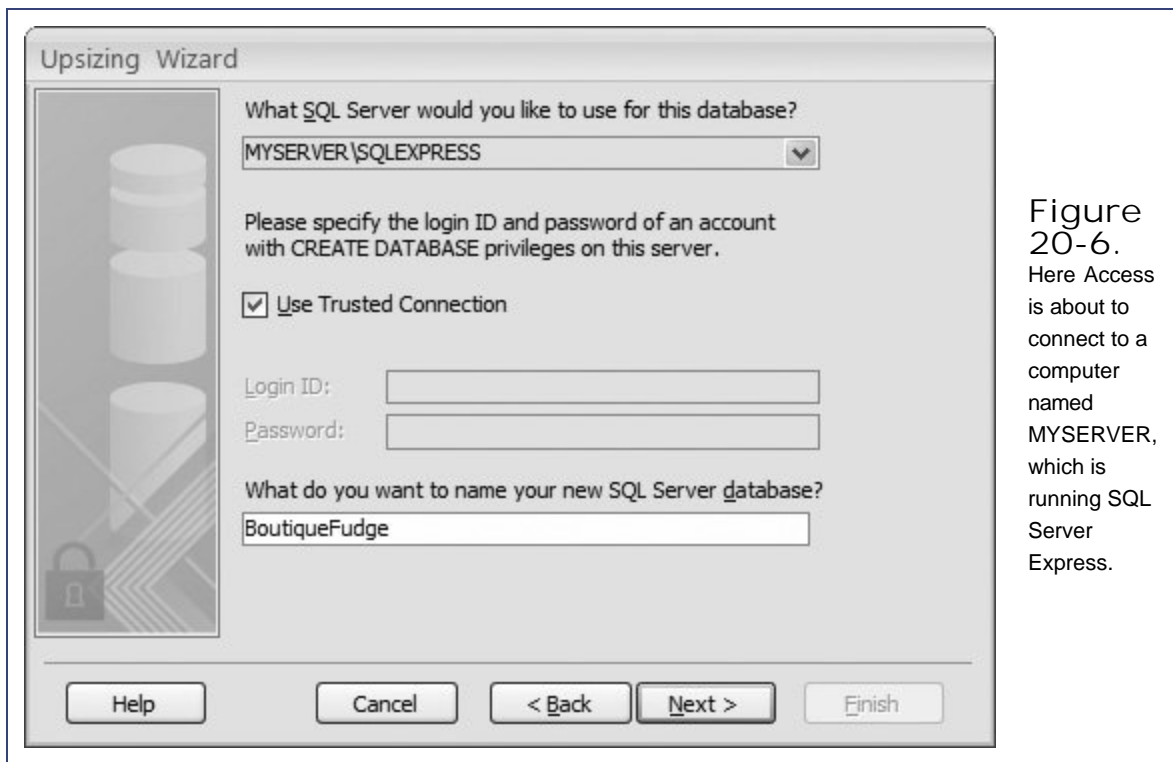 Upsizing Wizard
What SQL Server would you like to use for this database?
MYSERVER\SQLEXPRESS
Please specify the login ID and password of an account
with CREATE DATABASE privileges on this server.
Use Trusted Connection
Login ID:
Password:
What do you want to name your new SQL Server database?
BoutiqueFudge
Help
Cancel
< Back
Next >
Finish
Figure
20-6.
Here Access
is about to
connect to a
computer
named
MYSERVER,
which is
running SQL
Server
Express.